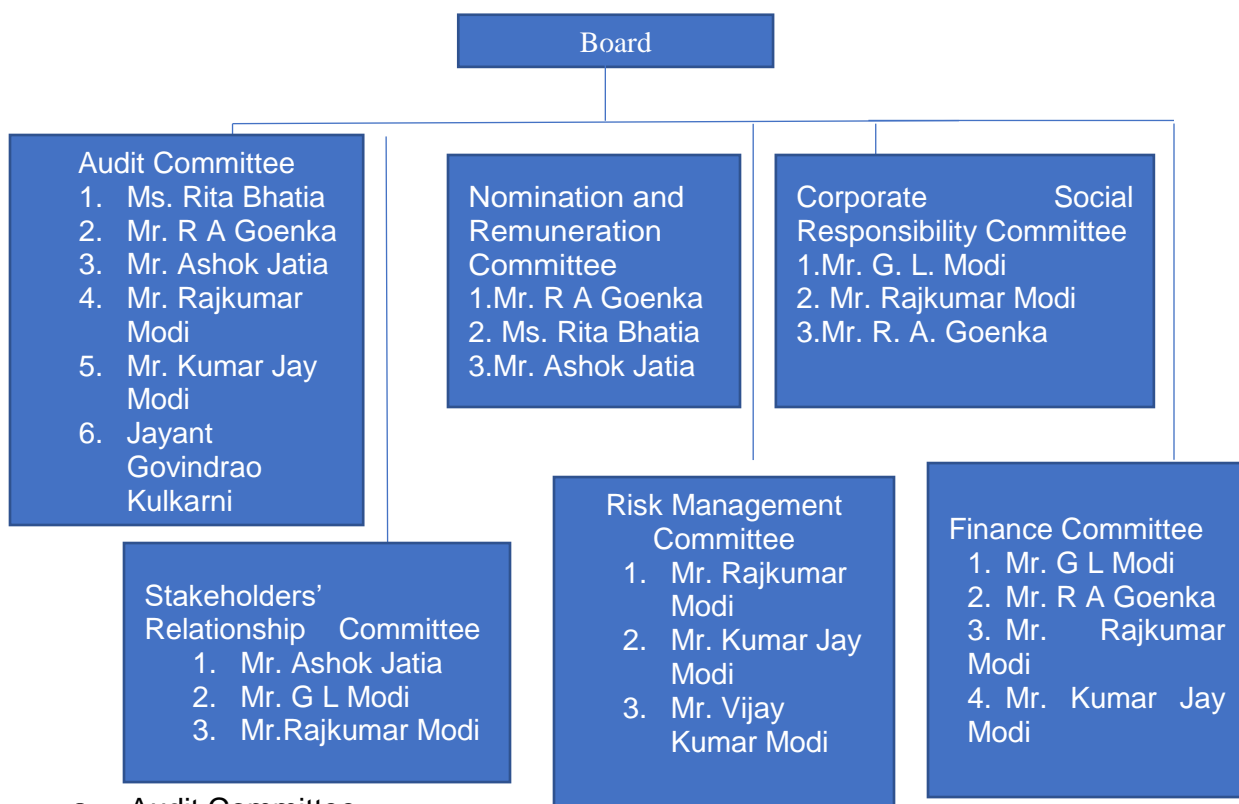 Board
Audit Committee
1. Ms. Rita Bhatia
2. Mr. R A Goenka
3. Mr. Ashok Jatia
4. Mr. Rajkumar
Modi
5. Mr. Kumar Jay
Modi
6. Jayant
Govindrao
Kulkarni
Nomination and
Remuneration
Committee
1.Mr. R A Goenka
2. Ms. Rita Bhatia
3.Mr. Ashok Jatia
Corporate Social
Responsibility Committee
1.Mr. G. L. Modi
2. Mr. Rajkumar Modi
3.Mr. R. A. Goenka
Stakeholders’
Relationship Committee
1. Mr. Ashok Jatia
2. Mr. G L Modi
3. Mr.Rajkumar Modi
Risk Management
Committee
1. Mr. Rajkumar
Modi
2. Mr. Kumar Jay
Modi
3. Mr. Vijay
Kumar Modi
Finance Committee
1. Mr. G L Modi
2. Mr. R A Goenka
3. Mr. Rajkumar
Modi
4. Mr. Kumar Jay
Modi
Audit Committee